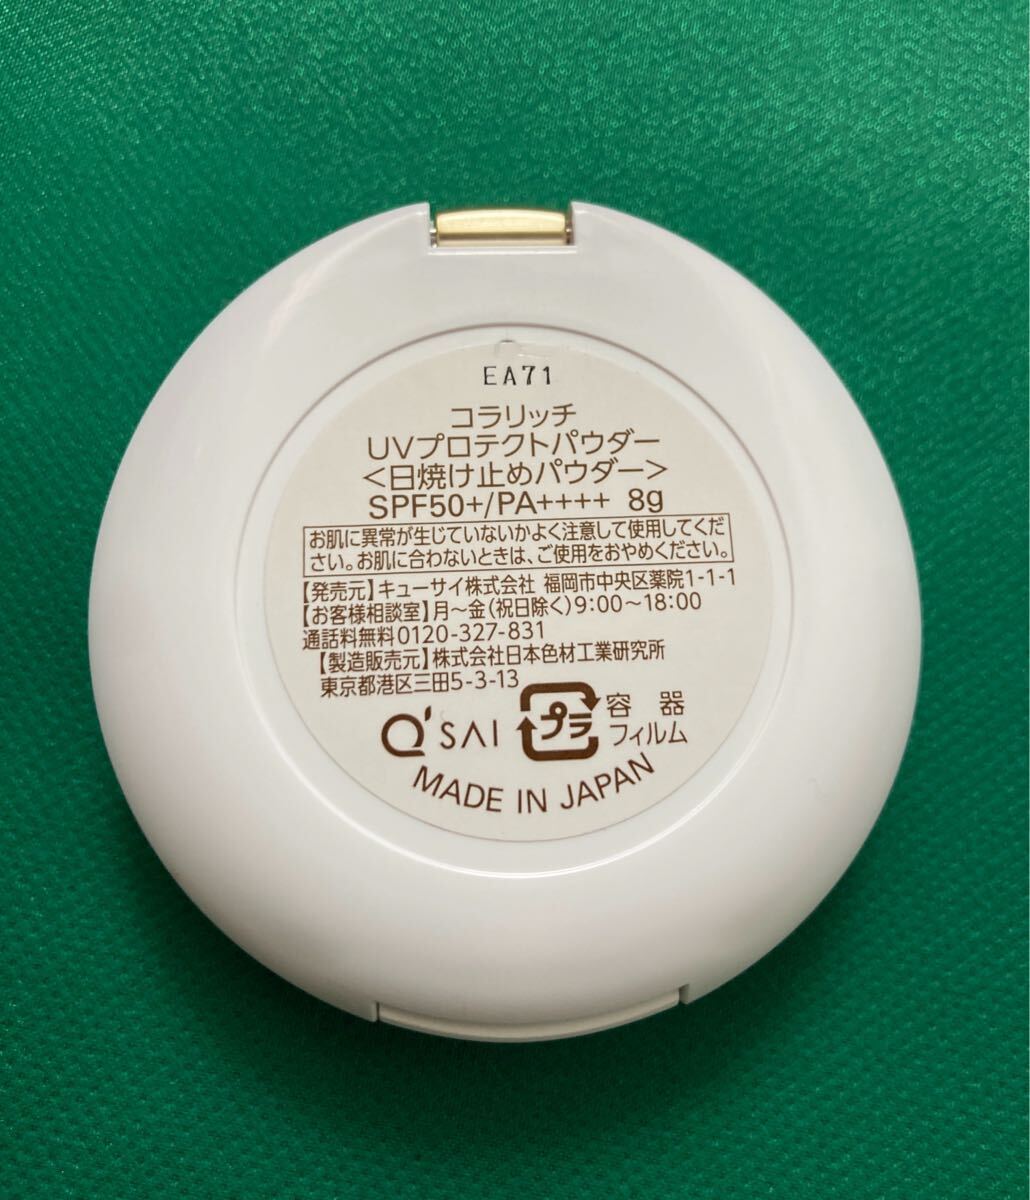 EA71
コラリッチ
UVプロテクトパウダー
<日焼け止めパウダー>
SPF50+/PA++++ 8g
お肌に異常が生じていないかよく注意して使用してくだ
さい。お肌に合わないときは、ご使用をおやめください。
【発売元】キューサイ株式会社 福岡市中央区薬院1-1-1
【お客様相談室】月〜金(祝日除く)9:00〜18:00
通話料無料0120-327-831
【製造販売元】株式会社日本色材工業研究所
東京都港区三田5-3-13
Q'SAI
プラ
容器
フィルム
MADE IN JAPAN